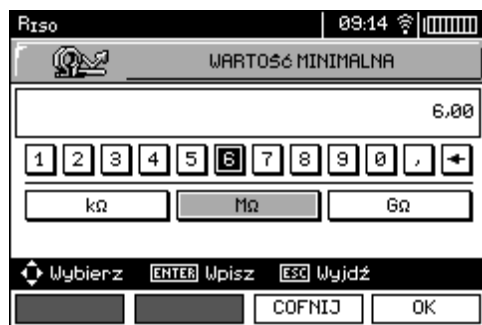 Riso 09:14
WARTOŚĆ MINIMALNA
6,00
1 2 3 4 5 6 7 8 9 0 ,
kΩ MΩ GΩ
Wybierz ENTER Wpisz ESC Wyjdź
COFNIJ OK